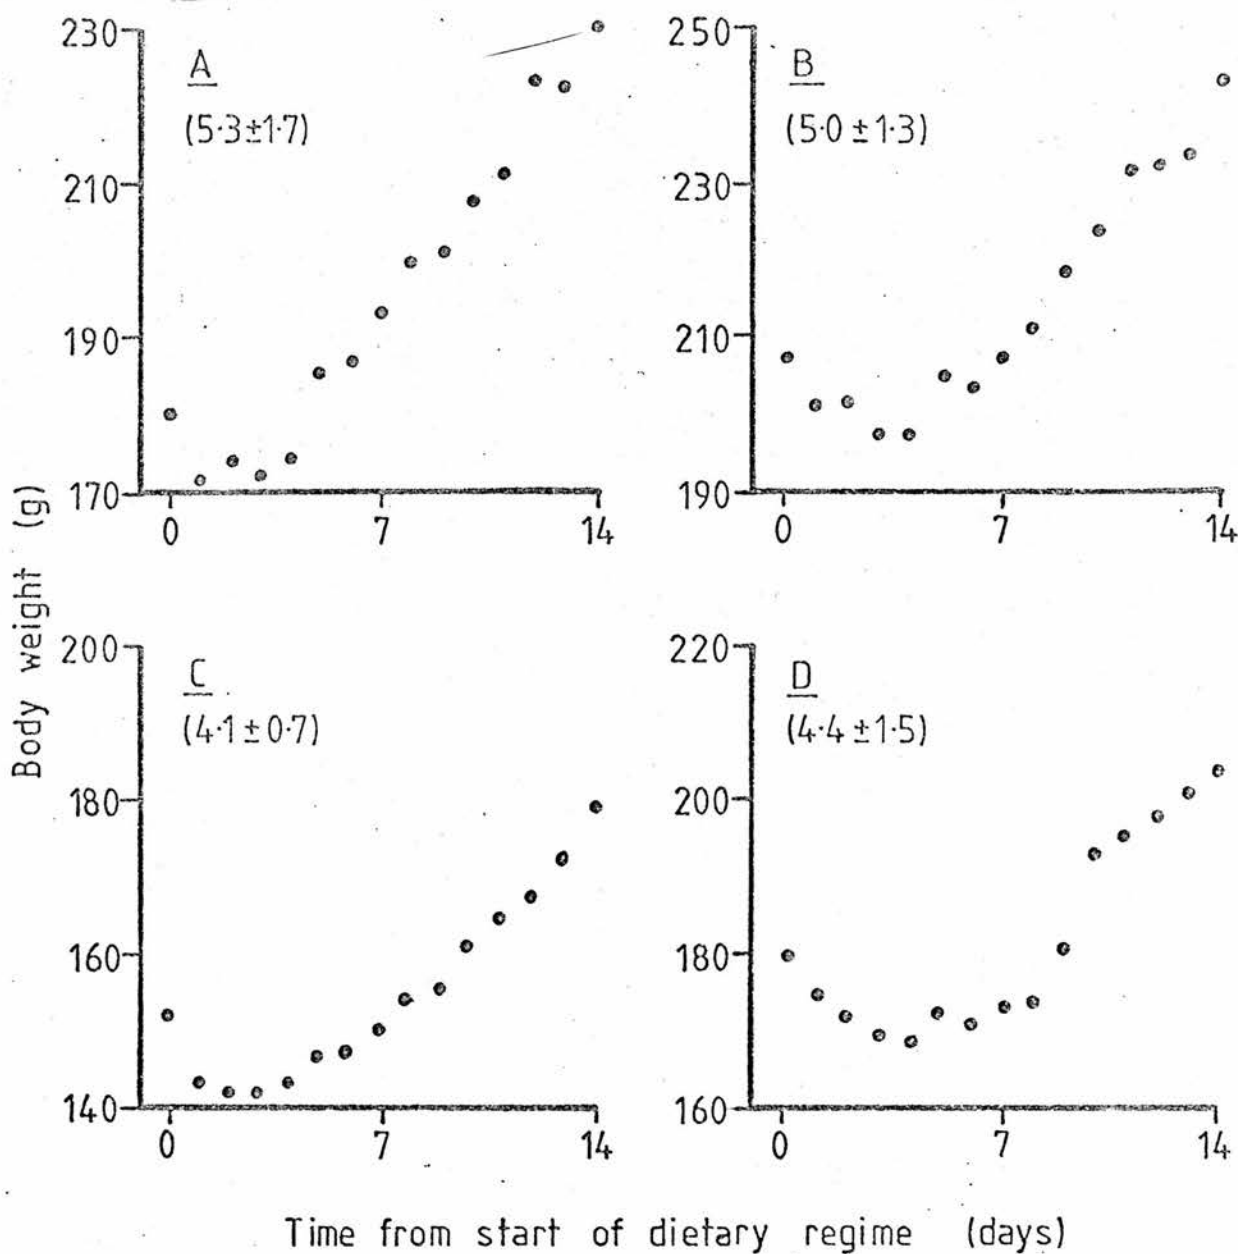 230
A
(5·3±1·7)
210
190
170
0 7 14
250
B
(5·0 ± 1·3)
230
210
190
0 7 14
Body weight (g)
200
C
(4·1 ± 0·7)
180
160
140
0 7 14
220
D
(4·4 ± 1·5)
200
180
160
0 7 14
Time from start of dietary regime (days)